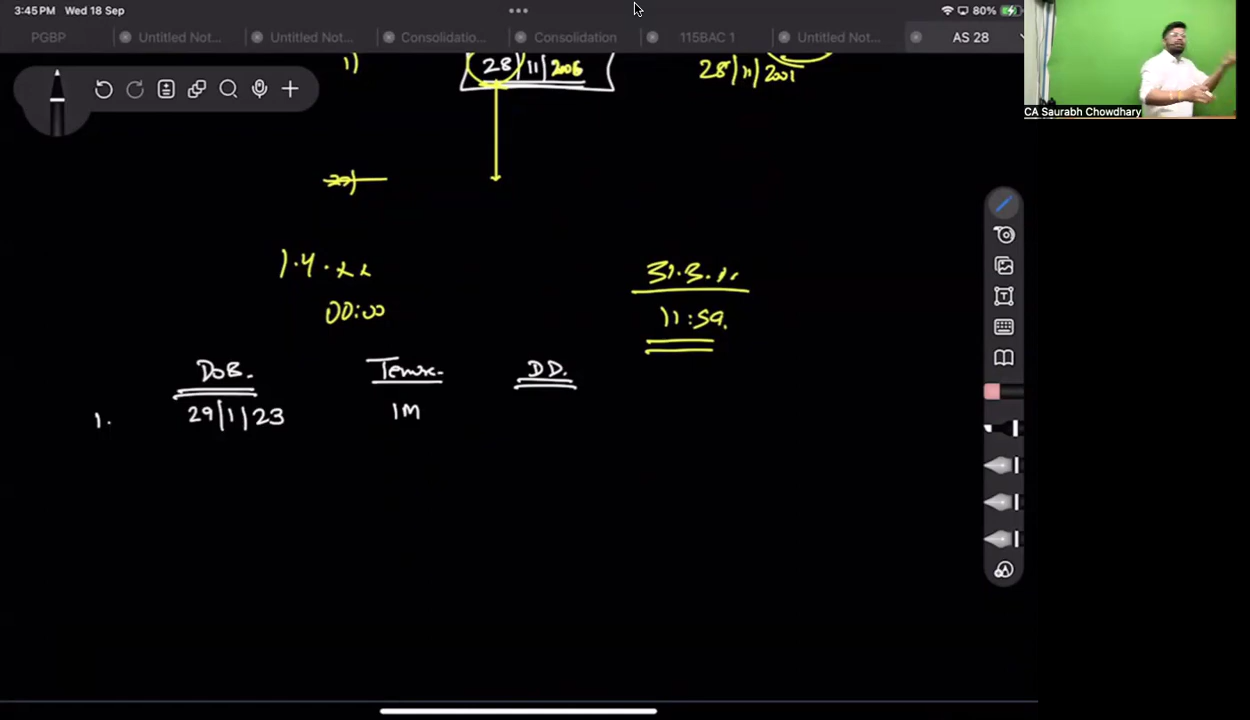 3:45 PM Wed 18 Sep
80%
PGBP
Untitled Not...
Untitled Not...
Consolidatio...
Consolidation
115BAC 1
Untitled Not...
AS 28
CA Saurabh Chowdhary
1) 28/11/2006 28/11/2001
1.4.xx 31.3.xx
00:00 11:59.
DOB. Tenure. DD.
1. 29/1/23 1M